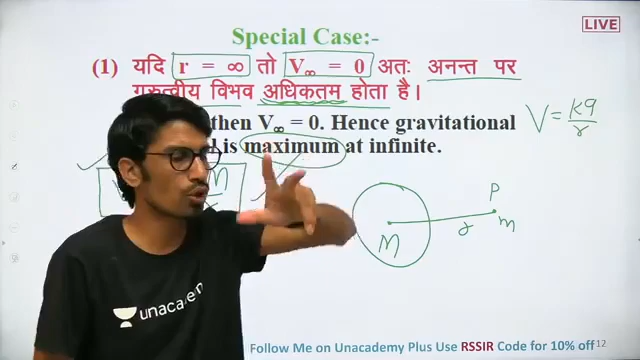 LIVE
Special Case:-
(1) यदि r = ∞ तो V∞ = 0 अतः अनन्त पर
गुरुत्वीय विभव अधिकतम होता है।
then V∞ = 0. Hence gravitational
is maximum at infinite.
V = kq/r
P
M r m
unacademy
Follow Me on Unacademy Plus Use RSSIR Code for 10% off
12